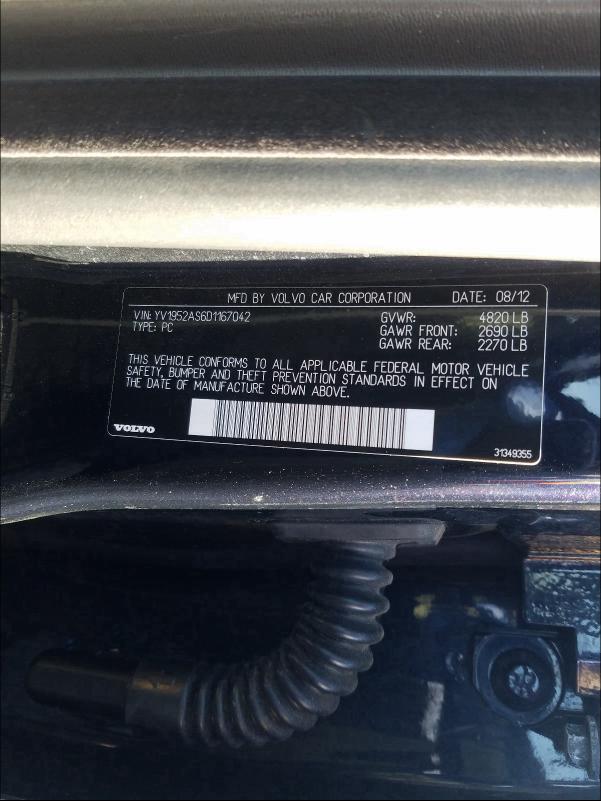 MFD BY VOLVO CAR CORPORATION DATE: 08/12
VIN: YV1952AS6D1167042 GVWR: 4820 LB
TYPE: PC GAWR FRONT: 2690 LB
GAWR REAR: 2270 LB
THIS VEHICLE CONFORMS TO ALL APPLICABLE FEDERAL MOTOR VEHICLE
SAFETY, BUMPER AND THEFT PREVENTION STANDARDS IN EFFECT ON
THE DATE OF MANUFACTURE SHOWN ABOVE.
VOLVO
31349355